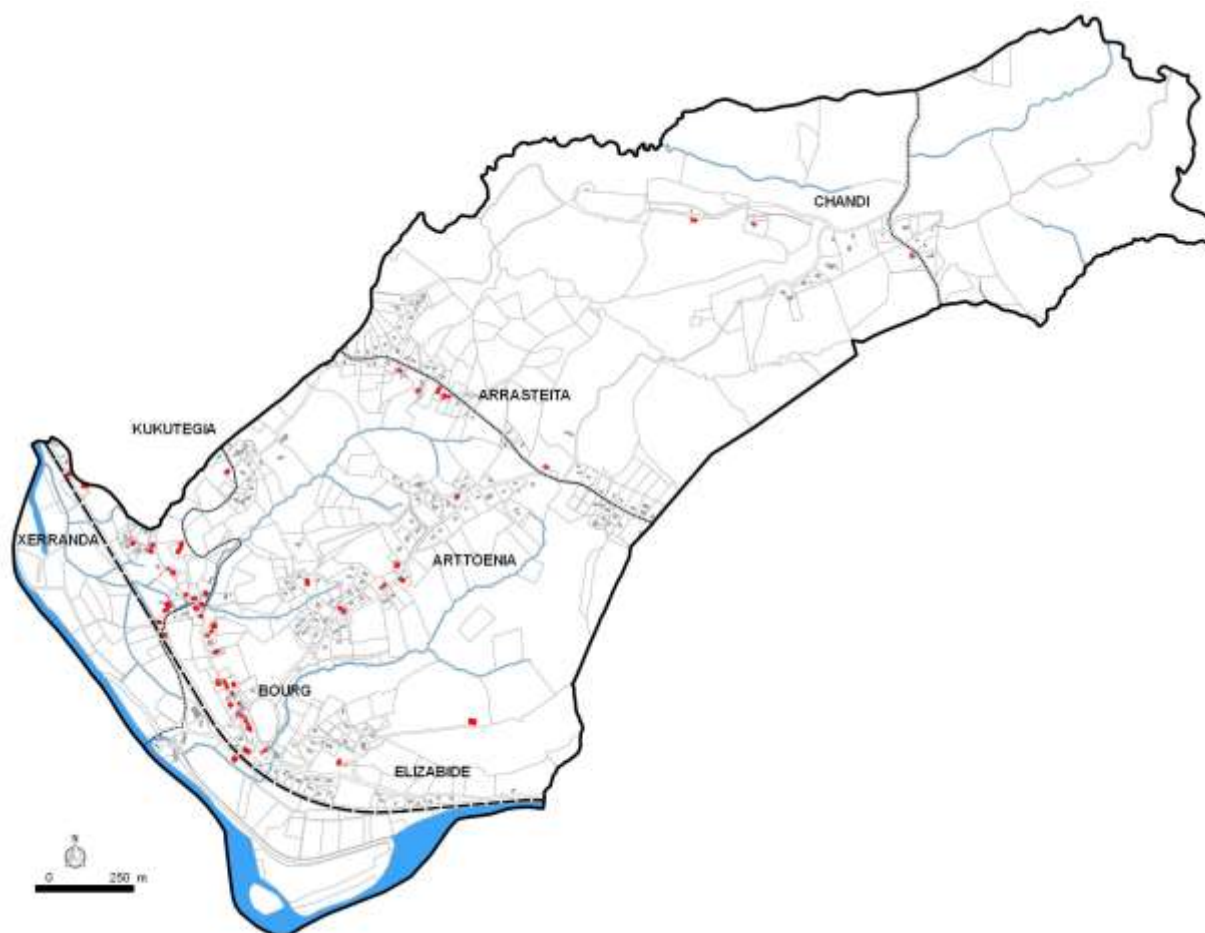 CHANDI
ARRASTEITA
KUKUTEGIA
XERRANDA
ARTTOENIA
BOURG
ELIZABIDE
N
0 250 m